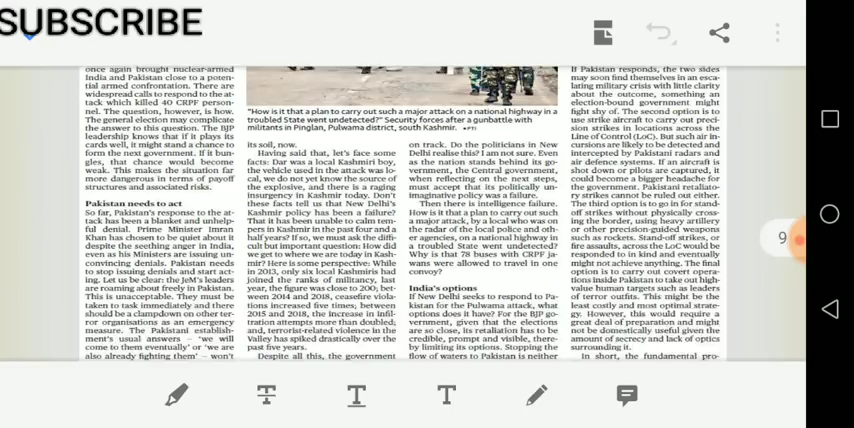 SUBSCRIBE
once again brought nuclear-armed
India and Pakistan close to a poten-
tial armed confrontation. There are
widespread calls to respond to the at-
tack which killed 40 CRPF person-
nel. The question, however, is how.
The general election may complicate
the answer to this question. The BJP
leadership knows that if it plays its
cards well, it might stand a chance to
form the next government. If it bun-
gles, that chance would become
weak. This makes the situation far
more dangerous in terms of payoff
structures and associated risks.
Pakistan needs to act
So far, Pakistan's response to the at-
tack has been a blanket and unhelp-
ful denial. Prime Minister Imran
Khan has chosen to be quiet about it
despite the seething anger in India,
even as his Ministers are issuing un-
convincing denials. Pakistan needs
to stop issuing denials and start act-
ing. Let us be clear: the JeM's leaders
are roaming about freely in Pakistan.
This is unacceptable. They must be
taken to task immediately and there
should be a clampdown on other ter-
ror organisations as an emergency
measure. The Pakistani establish-
ment's usual answers – 'we will
come to them eventually' or 'we are
also already fighting them' – won't
"How is it that a plan to carry out such a major attack on a national highway in a
troubled State went undetected?" Security forces after a gunbattle with
militants in Pinglan, Pulwama district, south Kashmir. •PTI
its soil, now.
Having said that, let's face some
facts: Dar was a local Kashmiri boy,
the vehicle used in the attack was lo-
cal, we do not yet know the source of
the explosive, and there is a raging
insurgency in Kashmir today. Don't
these facts tell us that New Delhi's
Kashmir policy has been a failure?
That it has been unable to calm tem-
pers in Kashmir in the past four and a
half years? If so, we must ask the diffi-
cult but important question: How did
we get to where we are today in Kash-
mir? Here is some perspective: While
in 2013, only six local Kashmiris had
joined the ranks of militancy, last
year, the figure was close to 200; bet-
ween 2014 and 2018, ceasefire viola-
tions increased five times; between
2015 and 2018, the increase in infil-
tration attempts more than doubled;
and, terrorist-related violence in the
Valley has spiked drastically over the
past five years.
Despite all this, the government
on track. Do the politicians in New
Delhi realise this? I am not sure. Even
as the nation stands behind its go-
vernment, the Central government,
when reflecting on the next steps,
must accept that its politically un-
imaginative policy was a failure.
Then there is intelligence failure.
How is it that a plan to carry out such
a major attack, by a local who was on
the radar of the local police and oth-
er agencies, on a national highway in
a troubled State went undetected?
Why is that 78 buses with CRPF ja-
wans were allowed to travel in one
convoy?
India's options
If New Delhi seeks to respond to Pa-
kistan for the Pulwama attack, what
options does it have? For the BJP go-
vernment, given that the elections
are so close, its retaliation has to be
credible, prompt and visible, there-
by limiting its options. Stopping the
flow of waters to Pakistan is neither
If Pakistan responds, the two sides
may soon find themselves in an esca-
lating military crisis with little clarity
about the outcome, something an
election-bound government might
fight shy of. The second option is to
use strike aircraft to carry out preci-
sion strikes in locations across the
Line of Control (LoC). But such air in-
cursions are likely to be detected and
intercepted by Pakistani radars and
air defence systems. If an aircraft is
shot down or pilots are captured, it
could become a bigger headache for
the government. Pakistani retaliato-
ry strikes cannot be ruled out either.
The third option is to go in for stand-
off strikes without physically cross-
ing the border, using heavy artillery
or other precision-guided weapons
such as rockets. Stand-off strikes, or
fire assaults, across the LoC would be
responded to in kind and eventually
might not achieve anything. The final
option is to carry out covert opera-
tions inside Pakistan to take out high-
value human targets such as leaders
of terror outfits. This might be the
least costly and most optimal strate-
gy. However, this would require a
great deal of preparation and might
not be domestically useful given the
amount of secrecy and lack of optics
surrounding it.
In short, the fundamental pro-
9
T
T
T